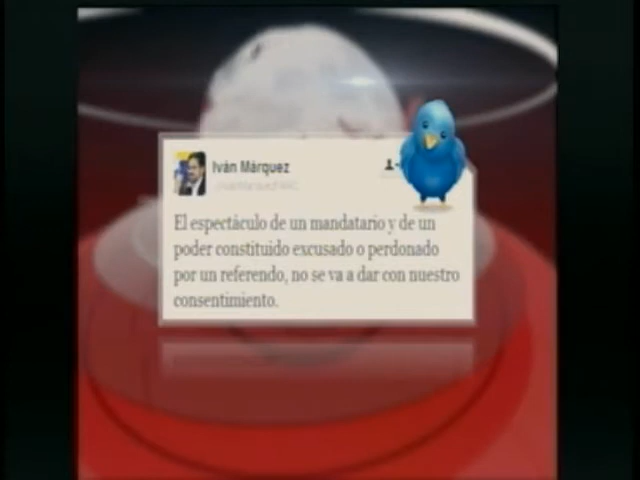 Iván Márquez
El espectáculo de un mandatario y de un
poder constituido excusado o perdonado
por un referendo, no se va a dar con nuestro
consentimiento.